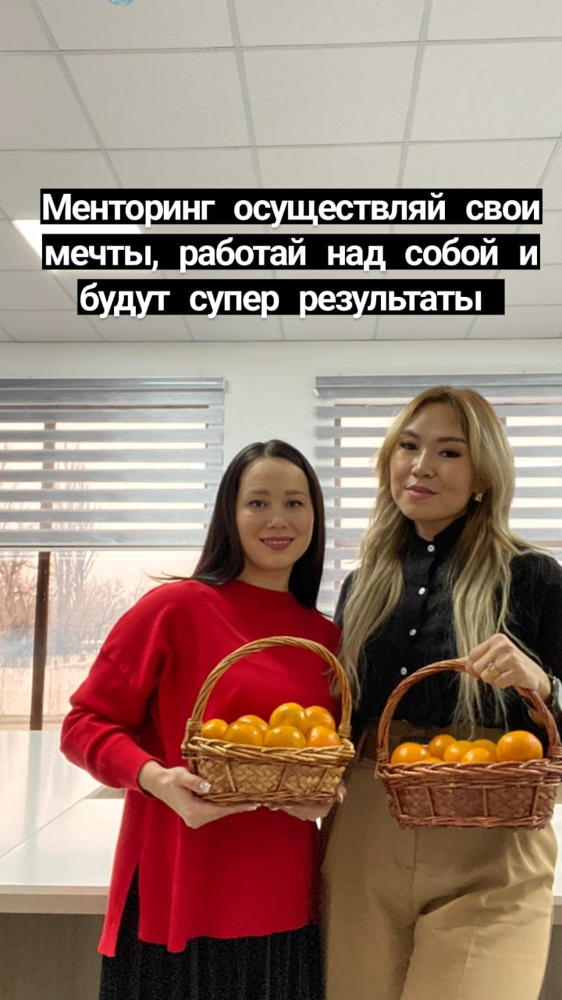 Менторинг осуществляй свои
мечты, работай над собой и
будут супер результаты